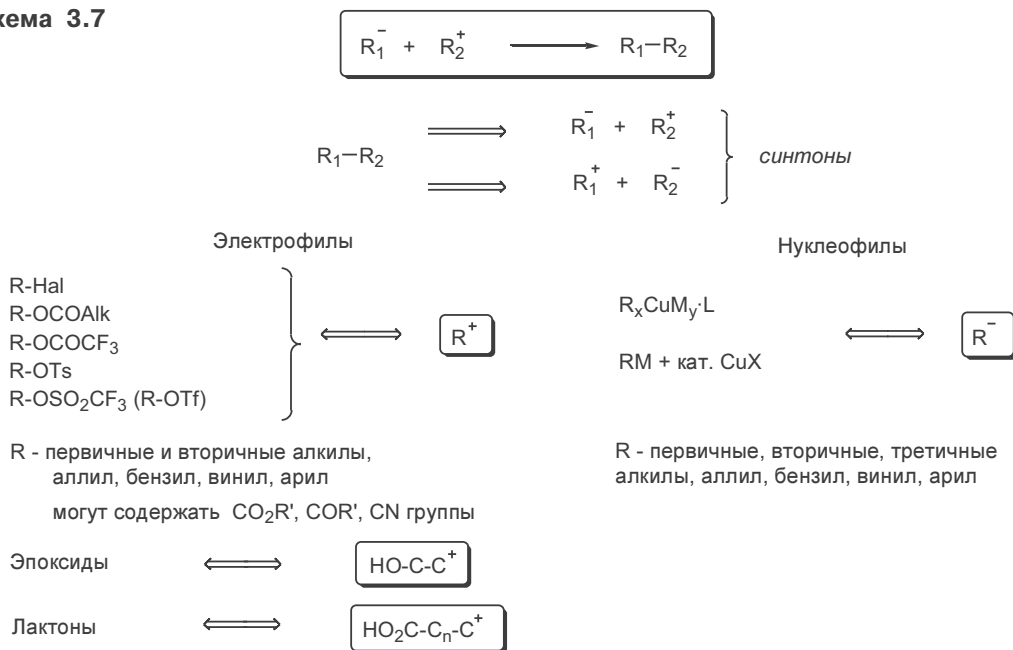 хема 3.7
R₁⁻ + R₂⁺ ⟶ R₁–R₂
R₁–R₂
⟹ R₁⁻ + R₂⁺
⟹ R₁⁺ + R₂⁻
синтоны
Электрофилы
R-Hal
R-OCOAlk
R-OCOCF₃
R-OTs
R-OSO₂CF₃ (R-OTf)
⟺ R⁺
R - первичные и вторичные алкилы,
аллил, бензил, винил, арил
могут содержать CO₂R', COR', CN группы
Эпоксиды ⟺ HO-C-C⁺
Лактоны ⟺ HO₂C-Cₙ-C⁺
Нуклеофилы
RₓCuMᵧ·L
RM + кат. CuX
⟺ R⁻
R - первичные, вторичные, третичные
алкилы, аллил, бензил, винил, арил